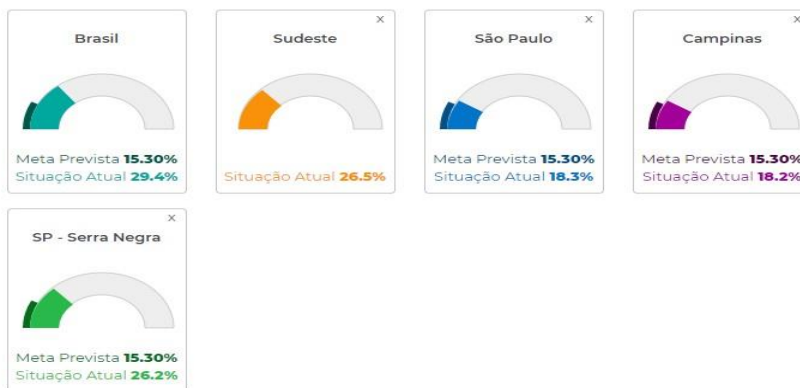 Brasil
Meta Prevista 15.30%
Situação Atual 29.4%
x
Sudeste
Situação Atual 26.5%
x
São Paulo
Meta Prevista 15.30%
Situação Atual 18.3%
x
Campinas
Meta Prevista 15.30%
Situação Atual 18.2%
x
SP - Serra Negra
Meta Prevista 15.30%
Situação Atual 26.2%